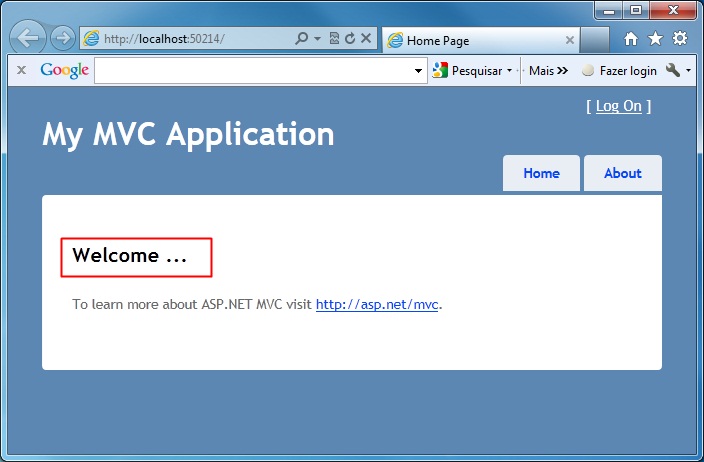 http://localhost:50214/
Home Page
x Google Pesquisar Mais » Fazer login
[ Log On ]
My MVC Application
Home About
Welcome ...
To learn more about ASP.NET MVC visit http://asp.net/mvc.